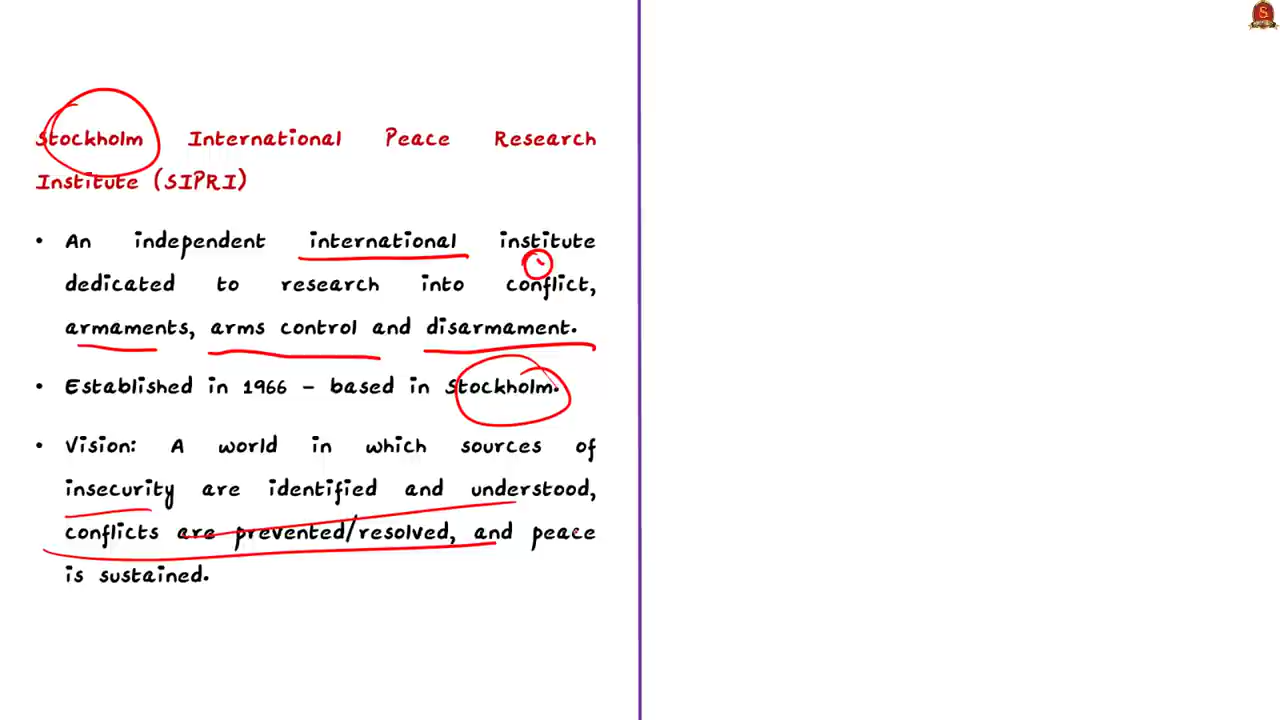 Stockholm International Peace Research
Institute (SIPRI)
• An independent international institute
dedicated to research into conflict,
armaments, arms control and disarmament.
• Established in 1966 – based in Stockholm.
• Vision: A world in which sources of
insecurity are identified and understood,
conflicts are prevented/resolved, and peace
is sustained.